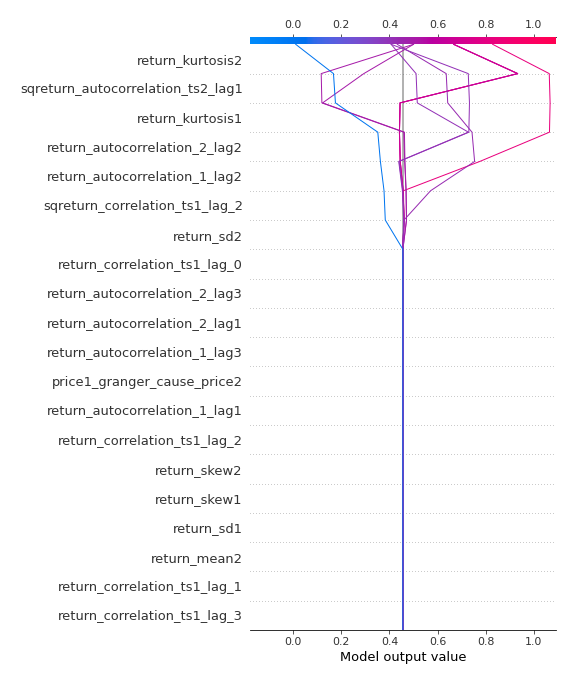 0.0 0.2 0.4 0.6 0.8 1.0
return_kurtosis2
sqreturn_autocorrelation_ts2_lag1
return_kurtosis1
return_autocorrelation_2_lag2
return_autocorrelation_1_lag2
sqreturn_correlation_ts1_lag_2
return_sd2
return_correlation_ts1_lag_0
return_autocorrelation_2_lag3
return_autocorrelation_2_lag1
return_autocorrelation_1_lag3
price1_granger_cause_price2
return_autocorrelation_1_lag1
return_correlation_ts1_lag_2
return_skew2
return_skew1
return_sd1
return_mean2
return_correlation_ts1_lag_1
return_correlation_ts1_lag_3
0.0 0.2 0.4 0.6 0.8 1.0
Model output value